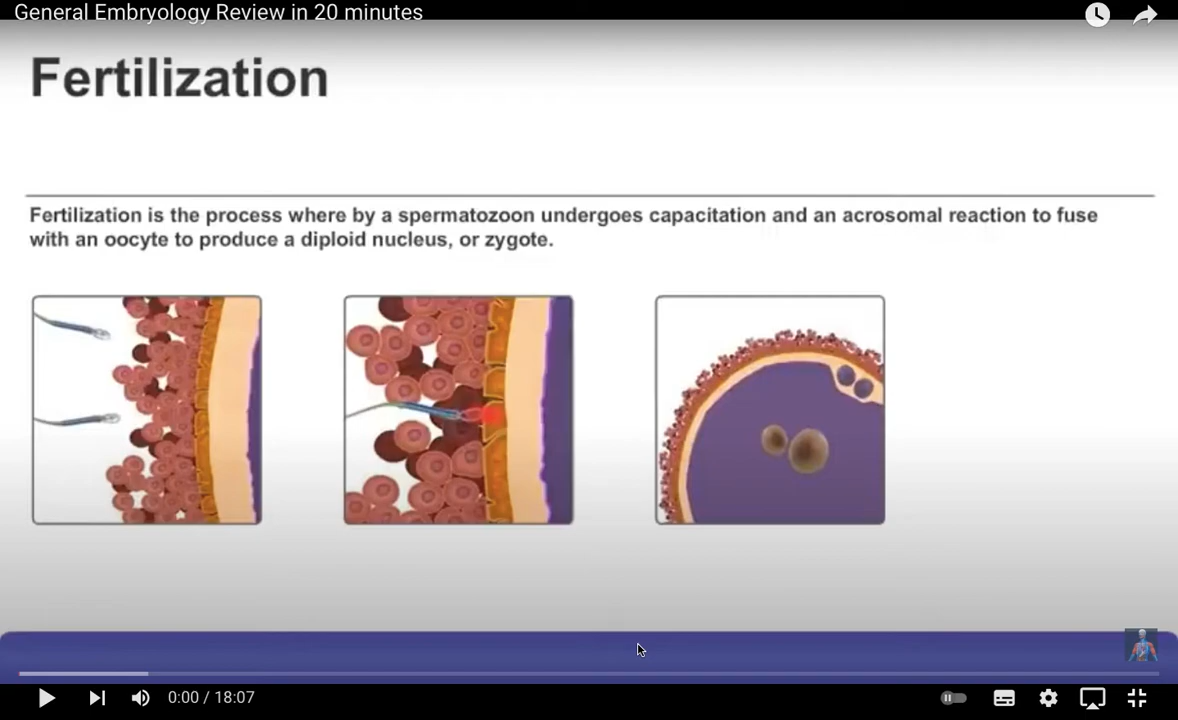 General Embryology Review in 20 minutes
Fertilization
Fertilization is the process where by a spermatozoon undergoes capacitation and an acrosomal reaction to fuse
with an oocyte to produce a diploid nucleus, or zygote.
0:00 / 18:07